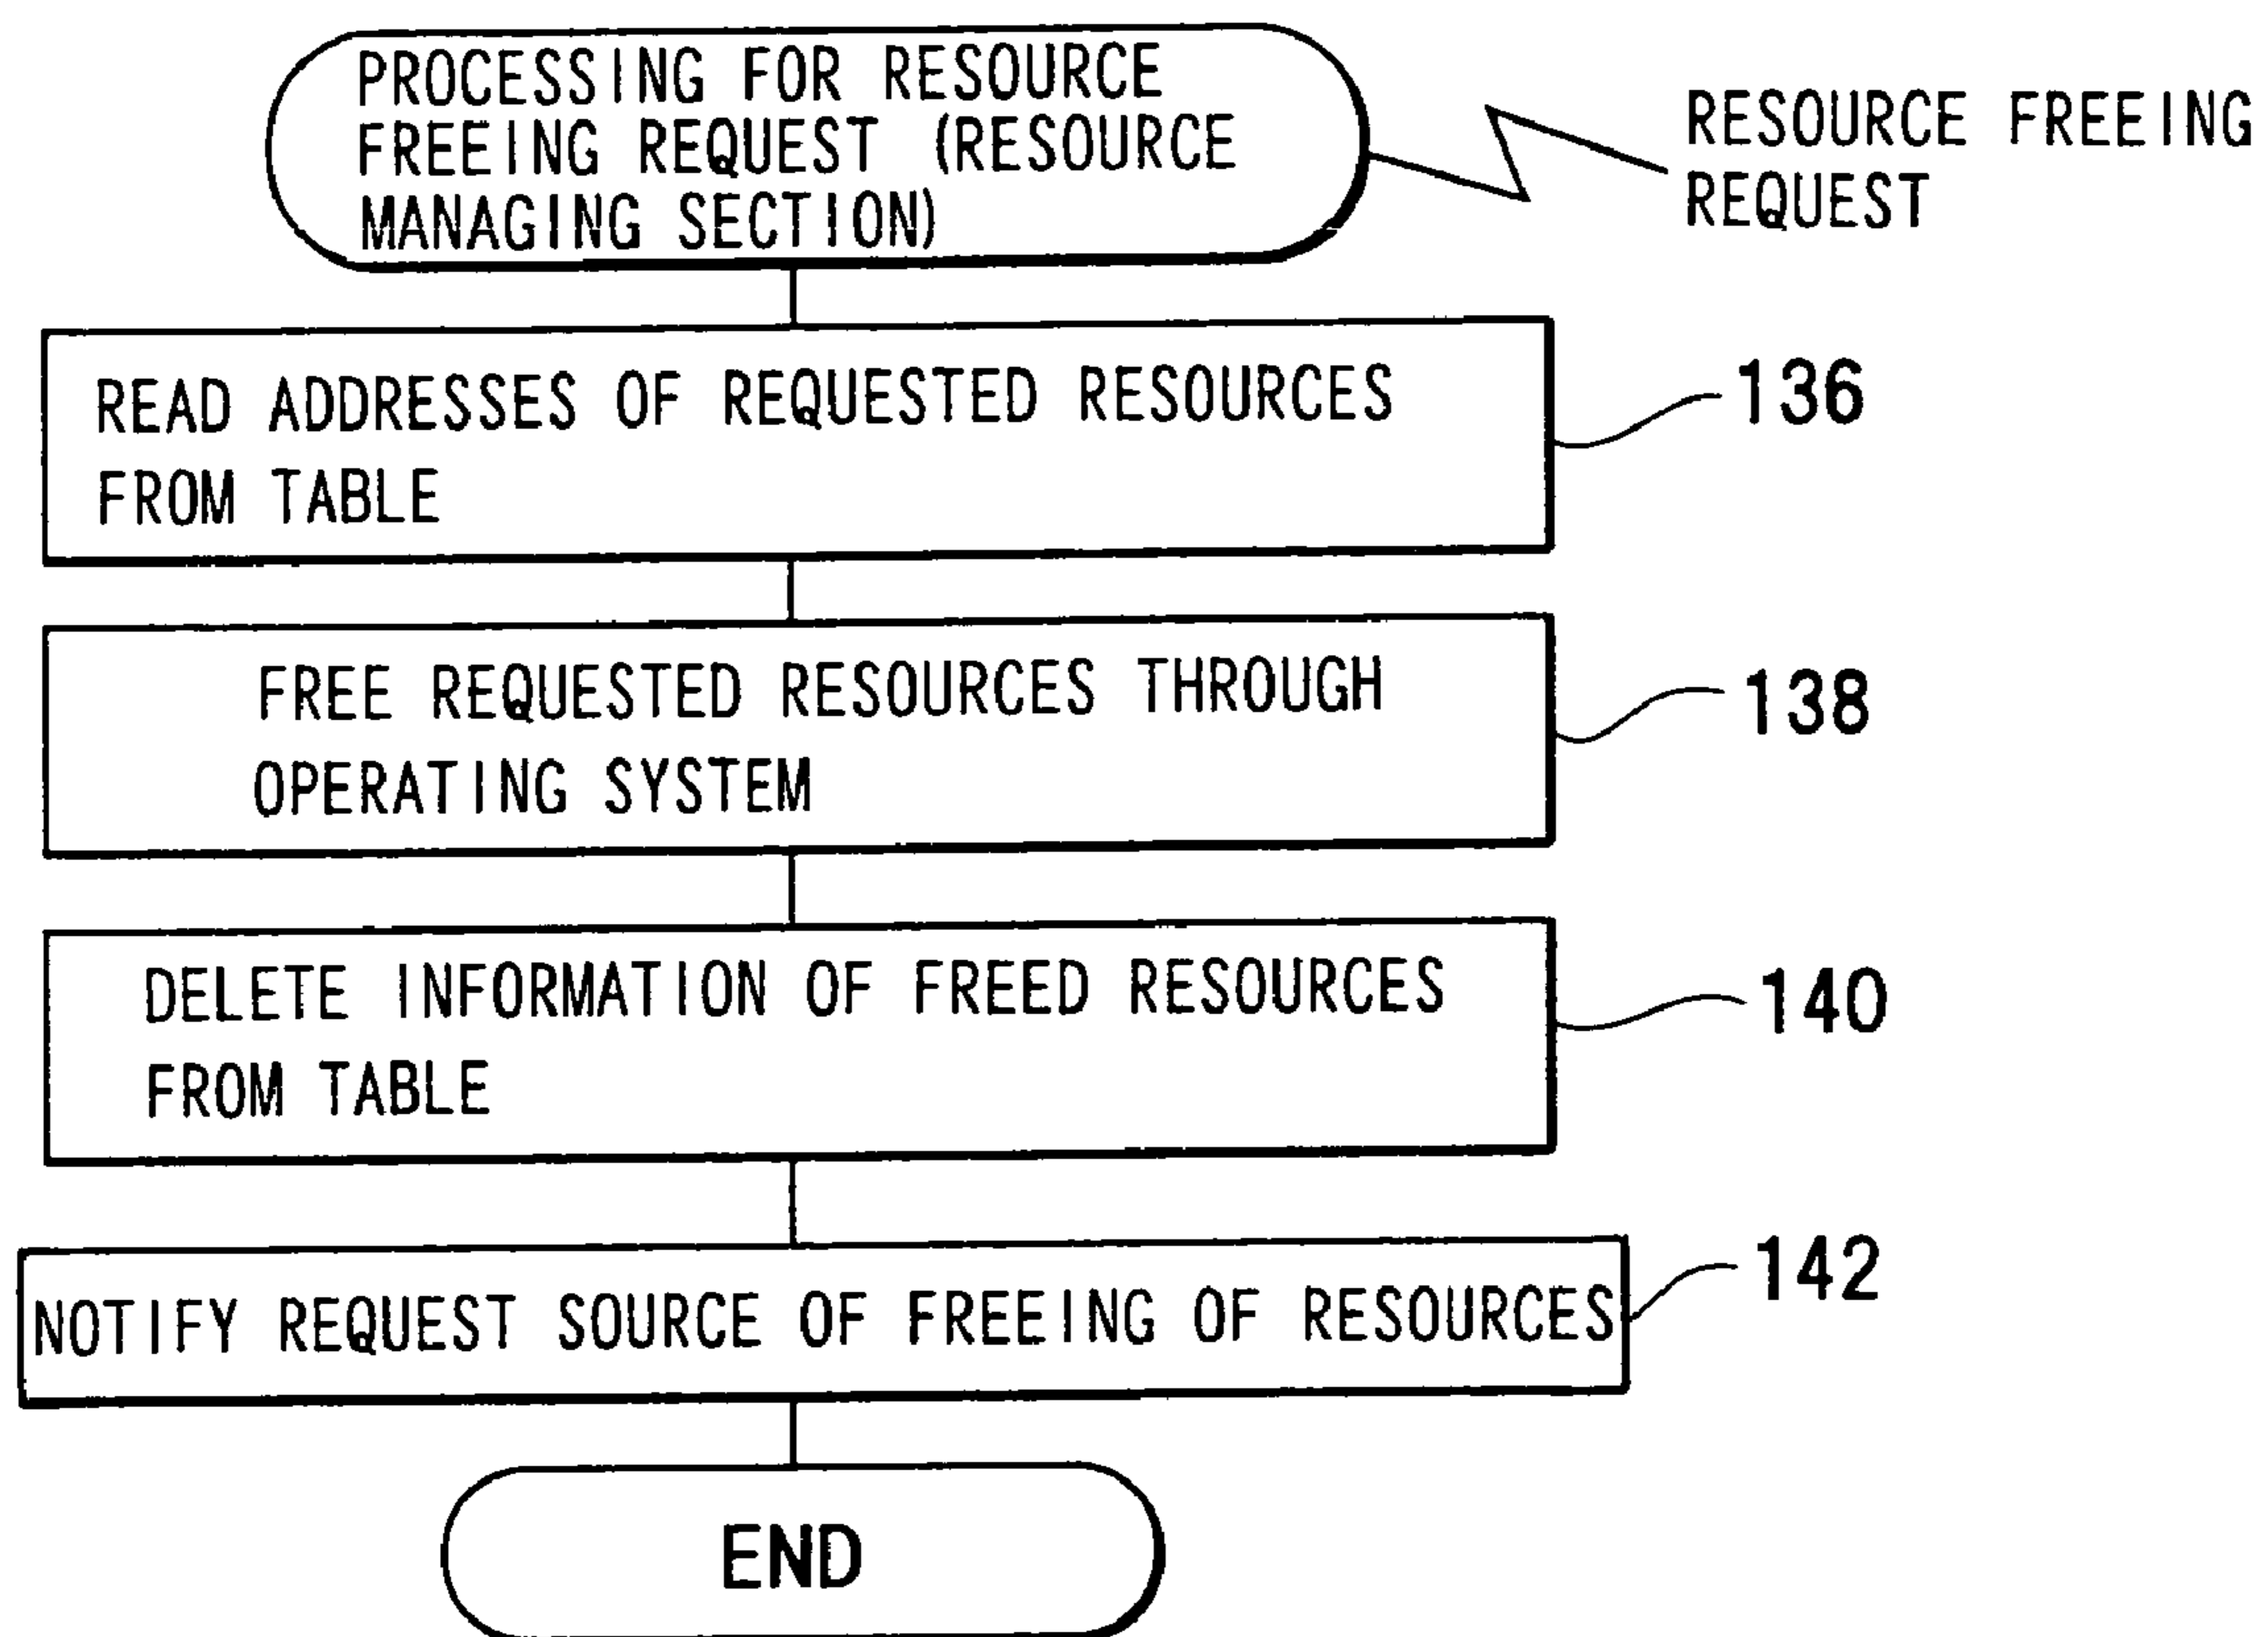 PROCESSING FOR RESOURCE
FREEING REQUEST (RESOURCE
MANAGING SECTION)
RESOURCE FREEING
REQUEST
READ ADDRESSES OF REQUESTED RESOURCES
FROM TABLE
136
FREE REQUESTED RESOURCES THROUGH
OPERATING SYSTEM
138
DELETE INFORMATION OF FREED RESOURCES
FROM TABLE
140
NOTIFY REQUEST SOURCE OF FREEING OF RESOURCES
142
END